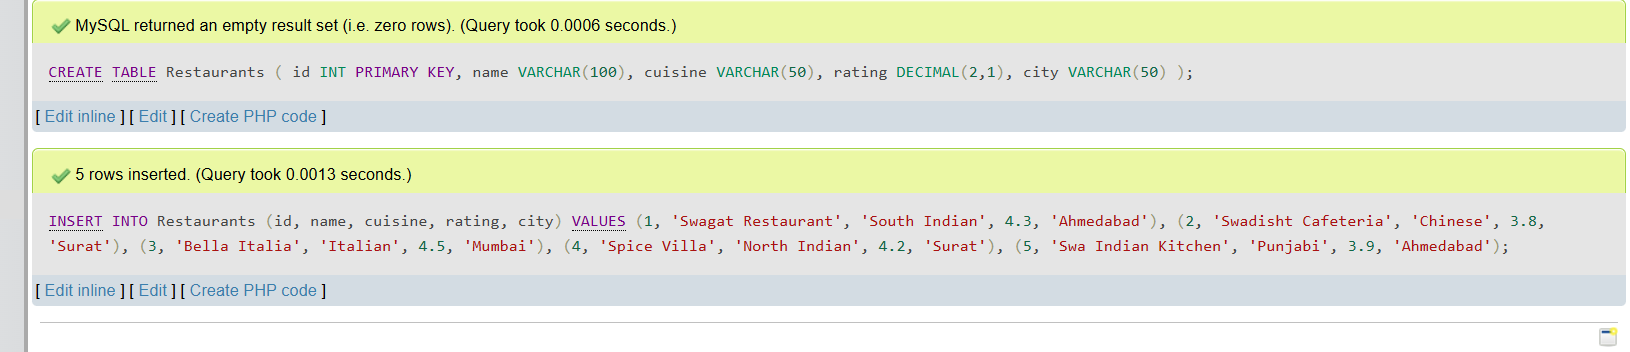 MySQL returned an empty result set (i.e. zero rows). (Query took 0.0006 seconds.)
CREATE TABLE Restaurants ( id INT PRIMARY KEY, name VARCHAR(100), cuisine VARCHAR(50), rating DECIMAL(2,1), city VARCHAR(50) );
[ Edit inline ] [ Edit ] [ Create PHP code ]
5 rows inserted. (Query took 0.0013 seconds.)
INSERT INTO Restaurants (id, name, cuisine, rating, city) VALUES (1, 'Swagat Restaurant', 'South Indian', 4.3, 'Ahmedabad'), (2, 'Swadisht Cafeteria', 'Chinese', 3.8,
'Surat'), (3, 'Bella Italia', 'Italian', 4.5, 'Mumbai'), (4, 'Spice Villa', 'North Indian', 4.2, 'Surat'), (5, 'Swa Indian Kitchen', 'Punjabi', 3.9, 'Ahmedabad');
[ Edit inline ] [ Edit ] [ Create PHP code ]